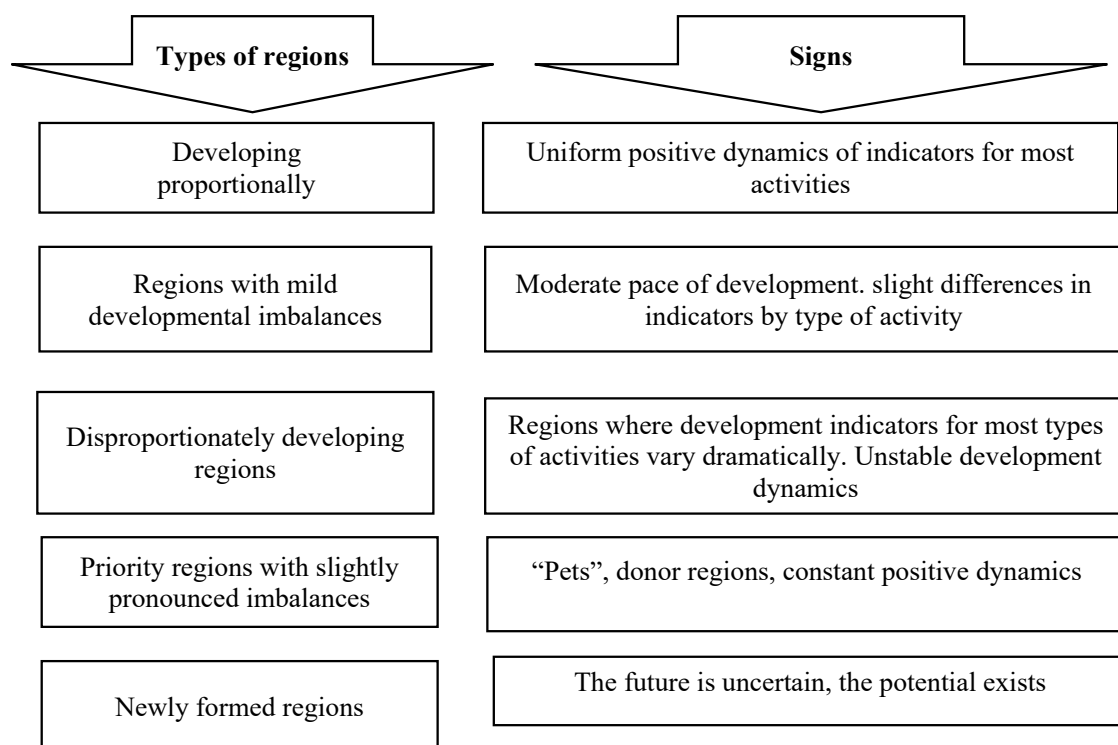 Types of regions
Signs
Developing
proportionally
Uniform positive dynamics of indicators for most
activities
Regions with mild
developmental imbalances
Moderate pace of development. slight differences in
indicators by type of activity
Disproportionately developing
regions
Regions where development indicators for most types
of activities vary dramatically. Unstable development
dynamics
Priority regions with slightly
pronounced imbalances
“Pets”, donor regions, constant positive dynamics
Newly formed regions
The future is uncertain, the potential exists